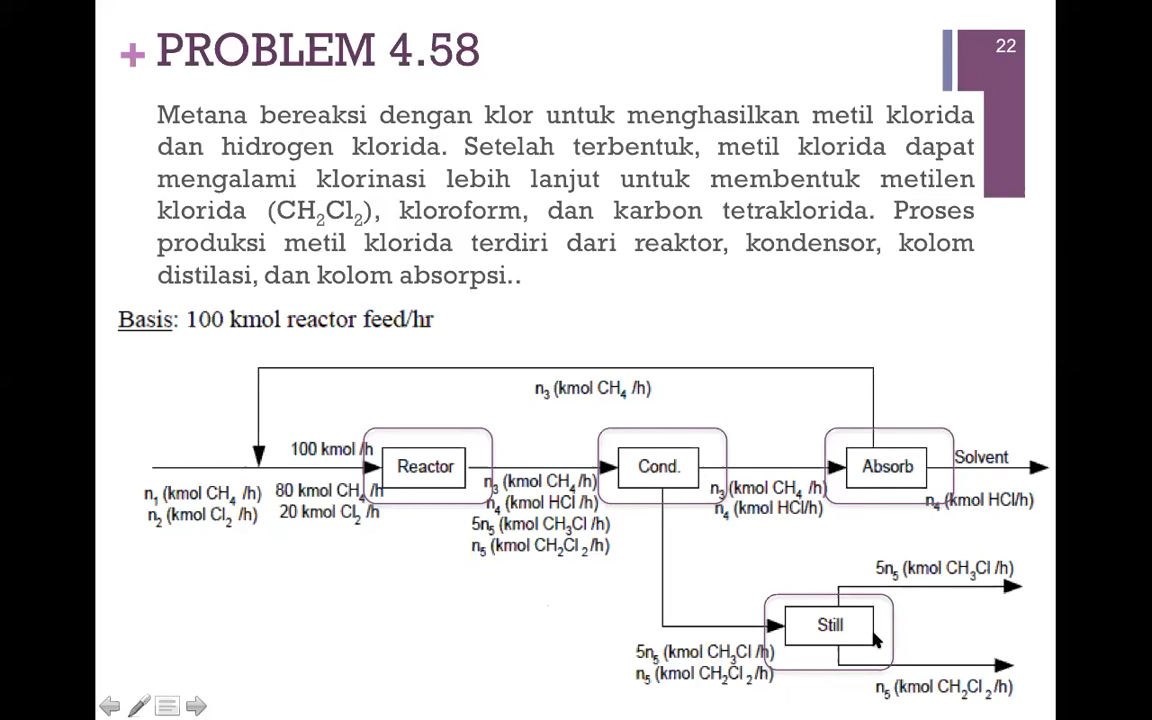 22
+ PROBLEM 4.58
Metana bereaksi dengan klor untuk menghasilkan metil klorida
dan hidrogen klorida. Setelah terbentuk, metil klorida dapat
mengalami klorinasi lebih lanjut untuk membentuk metilen
klorida (CH₂Cl₂), kloroform, dan karbon tetraklorida. Proses
produksi metil klorida terdiri dari reaktor, kondensor, kolom
distilasi, dan kolom absorpsi..
Basis: 100 kmol reactor feed/hr
n₃ (kmol CH₄ /h)
100 kmol /h
Reactor
Cond.
Absorb
Solvent
n₁ (kmol CH₄ /h)
n₂ (kmol Cl₂ /h)
80 kmol CH₄ /h
20 kmol Cl₂ /h
n₃ (kmol CH₄ /h)
n₄ (kmol HCl /h)
5n₅ (kmol CH₃Cl /h)
n₅ (kmol CH₂Cl₂ /h)
n₃ (kmol CH₄ /h)
n₄ (kmol HCl/h)
n₄ (kmol HCl/h)
5n₅ (kmol CH₃Cl /h)
Still
5n₅ (kmol CH₃Cl /h)
n₅ (kmol CH₂Cl₂ /h)
n₅ (kmol CH₂Cl₂ /h)